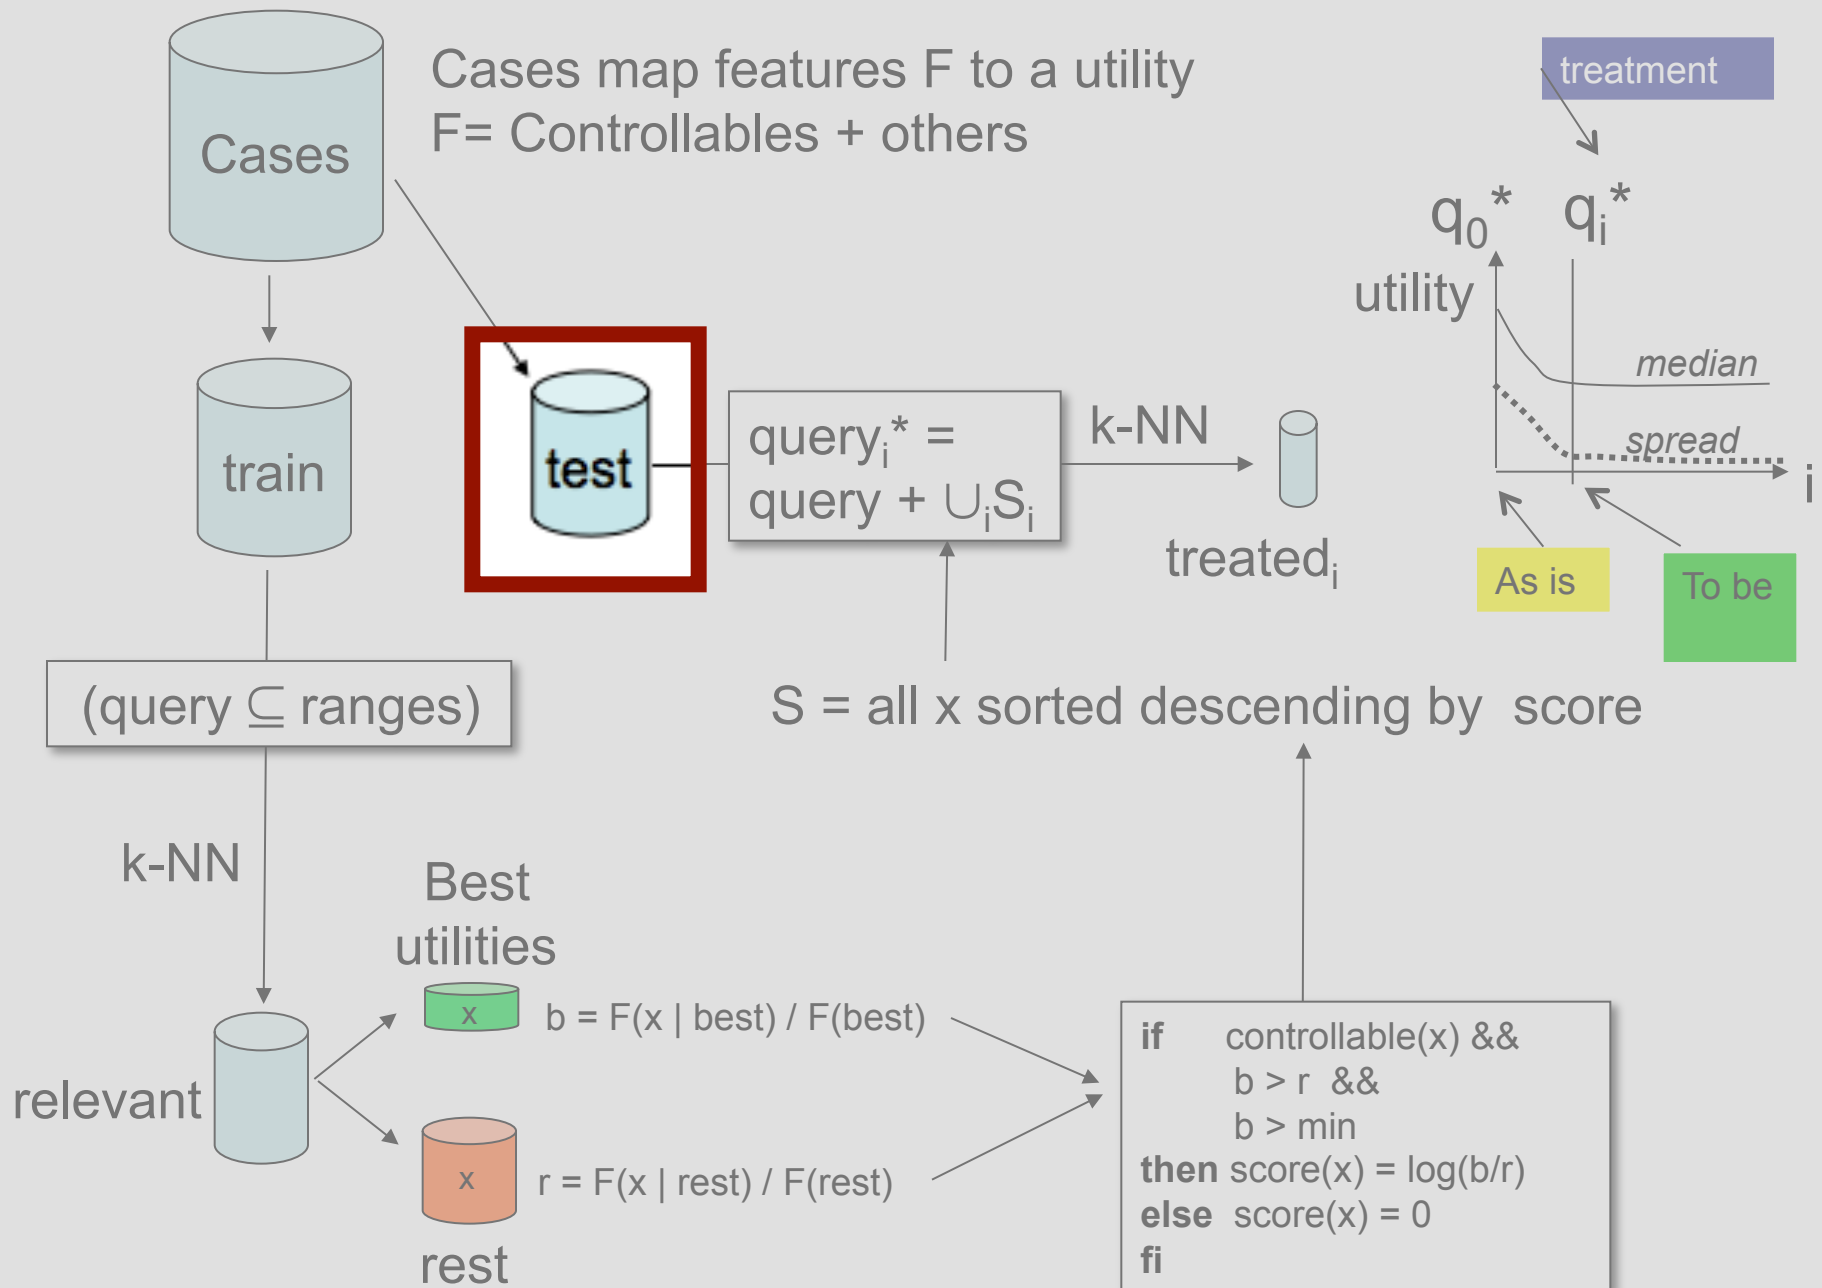 Cases map features F to a utility
F= Controllables + others
Cases
treatment
q₀* qᵢ*
utility
median
spread
i
As is
To be
train
test
queryᵢ* =
query + ∪ᵢSᵢ
k-NN
treatedᵢ
(query ⊆ ranges)
S = all x sorted descending by score
k-NN
Best
utilities
x
b = F(x | best) / F(best)
relevant
x
r = F(x | rest) / F(rest)
rest
if controllable(x) &&
b > r &&
b > min
then score(x) = log(b/r)
else score(x) = 0
fi